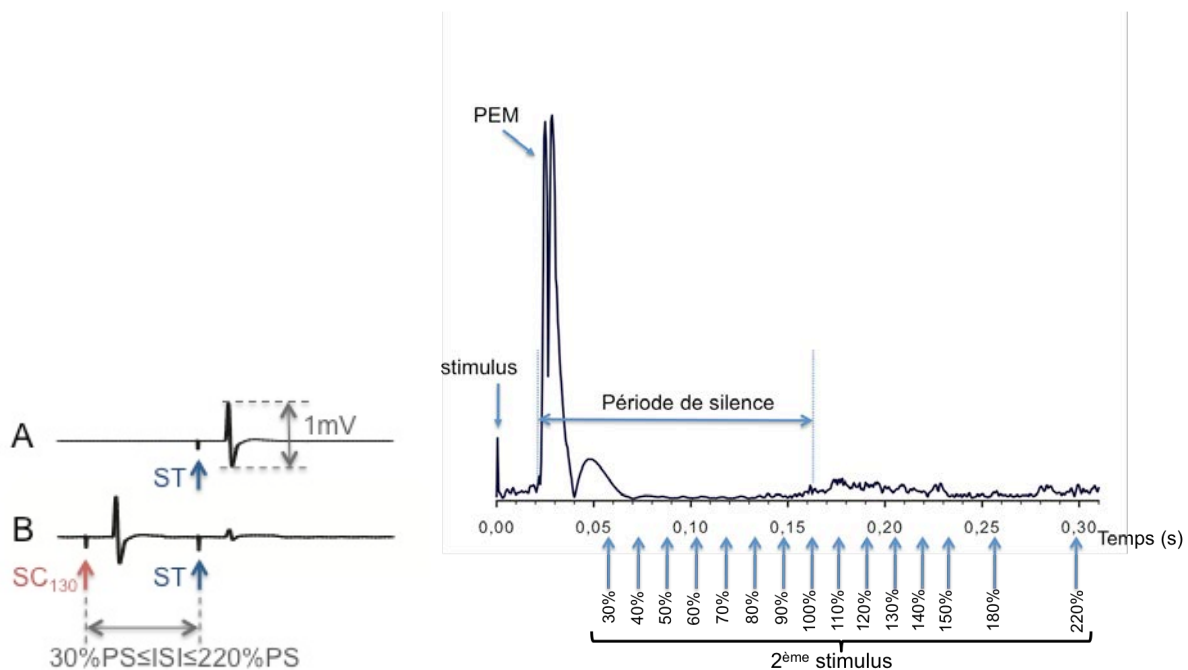 A
1mV
ST
B
SC130
ST
30%PS≤ISI≤220%PS
PEM
stimulus
Période de silence
0,00 0,05 0,10 0,15 0,20 0,25 0,30
Temps (s)
30% 40% 50% 60% 70% 80% 90% 100% 110% 120% 130% 140% 150% 180% 220%
2ème stimulus